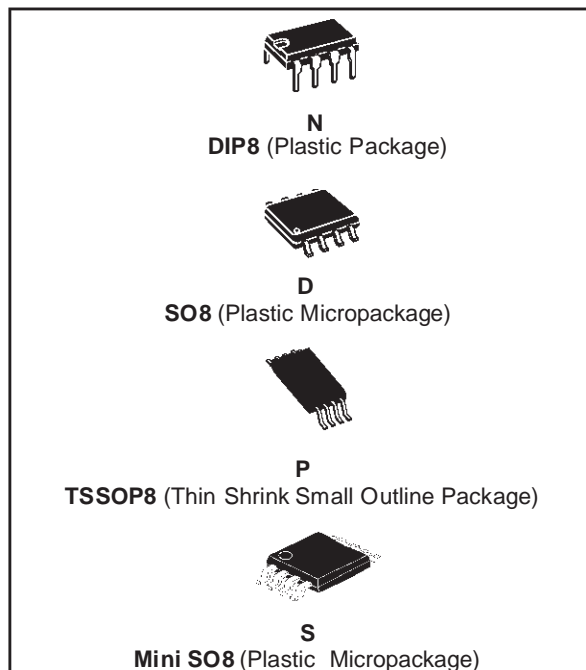 N
DIP8 (Plastic Package)
D
SO8 (Plastic Micropackage)
P
TSSOP8 (Thin Shrink Small Outline Package)
S
Mini SO8 (Plastic Micropackage)